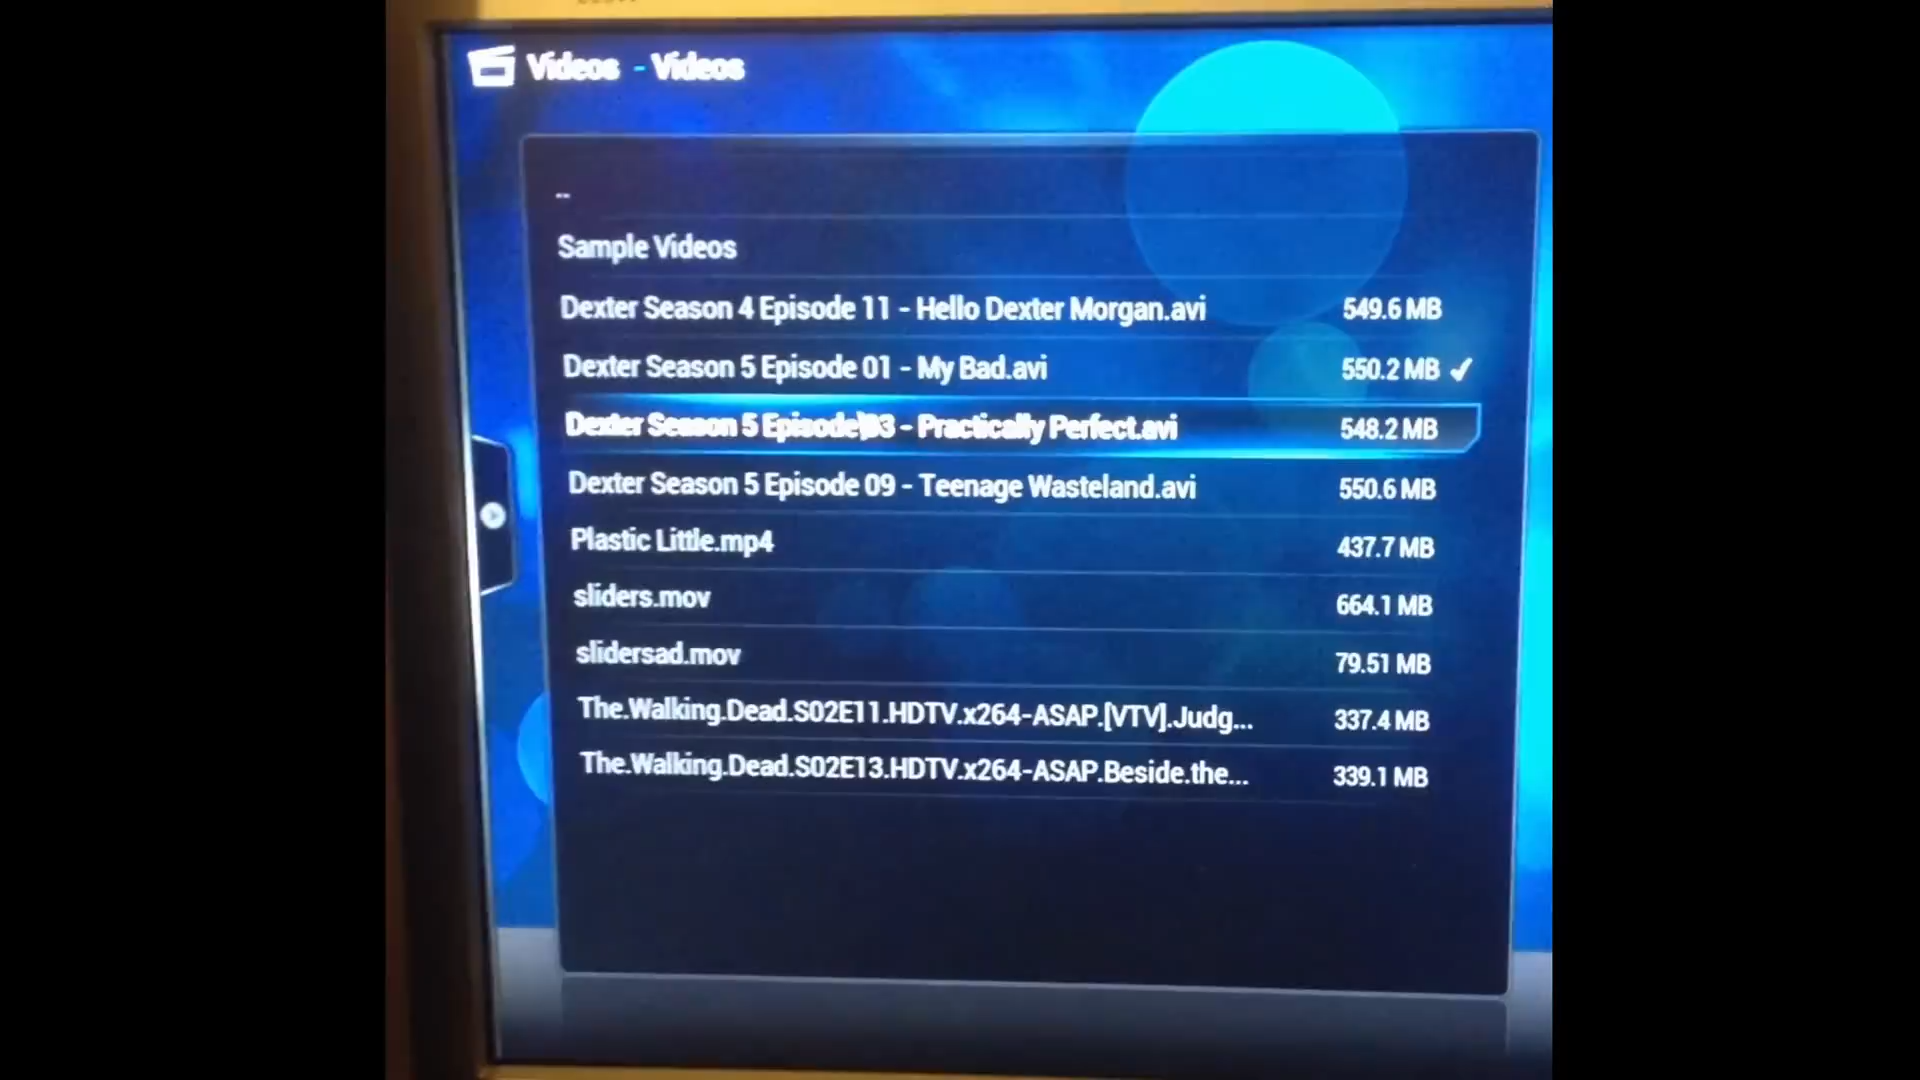 Videos - Videos
..
Sample Videos
Dexter Season 4 Episode 11 - Hello Dexter Morgan.avi 549.6 MB
Dexter Season 5 Episode 01 - My Bad.avi 550.2 MB ✓
Dexter Season 5 Episode 03 - Practically Perfect.avi 548.2 MB
Dexter Season 5 Episode 09 - Teenage Wasteland.avi 550.6 MB
Plastic Little.mp4 437.7 MB
sliders.mov 664.1 MB
slidersad.mov 79.51 MB
The.Walking.Dead.S02E11.HDTV.x264-ASAP.[VTV].Judg... 337.4 MB
The.Walking.Dead.S02E13.HDTV.x264-ASAP.Beside.the... 339.1 MB